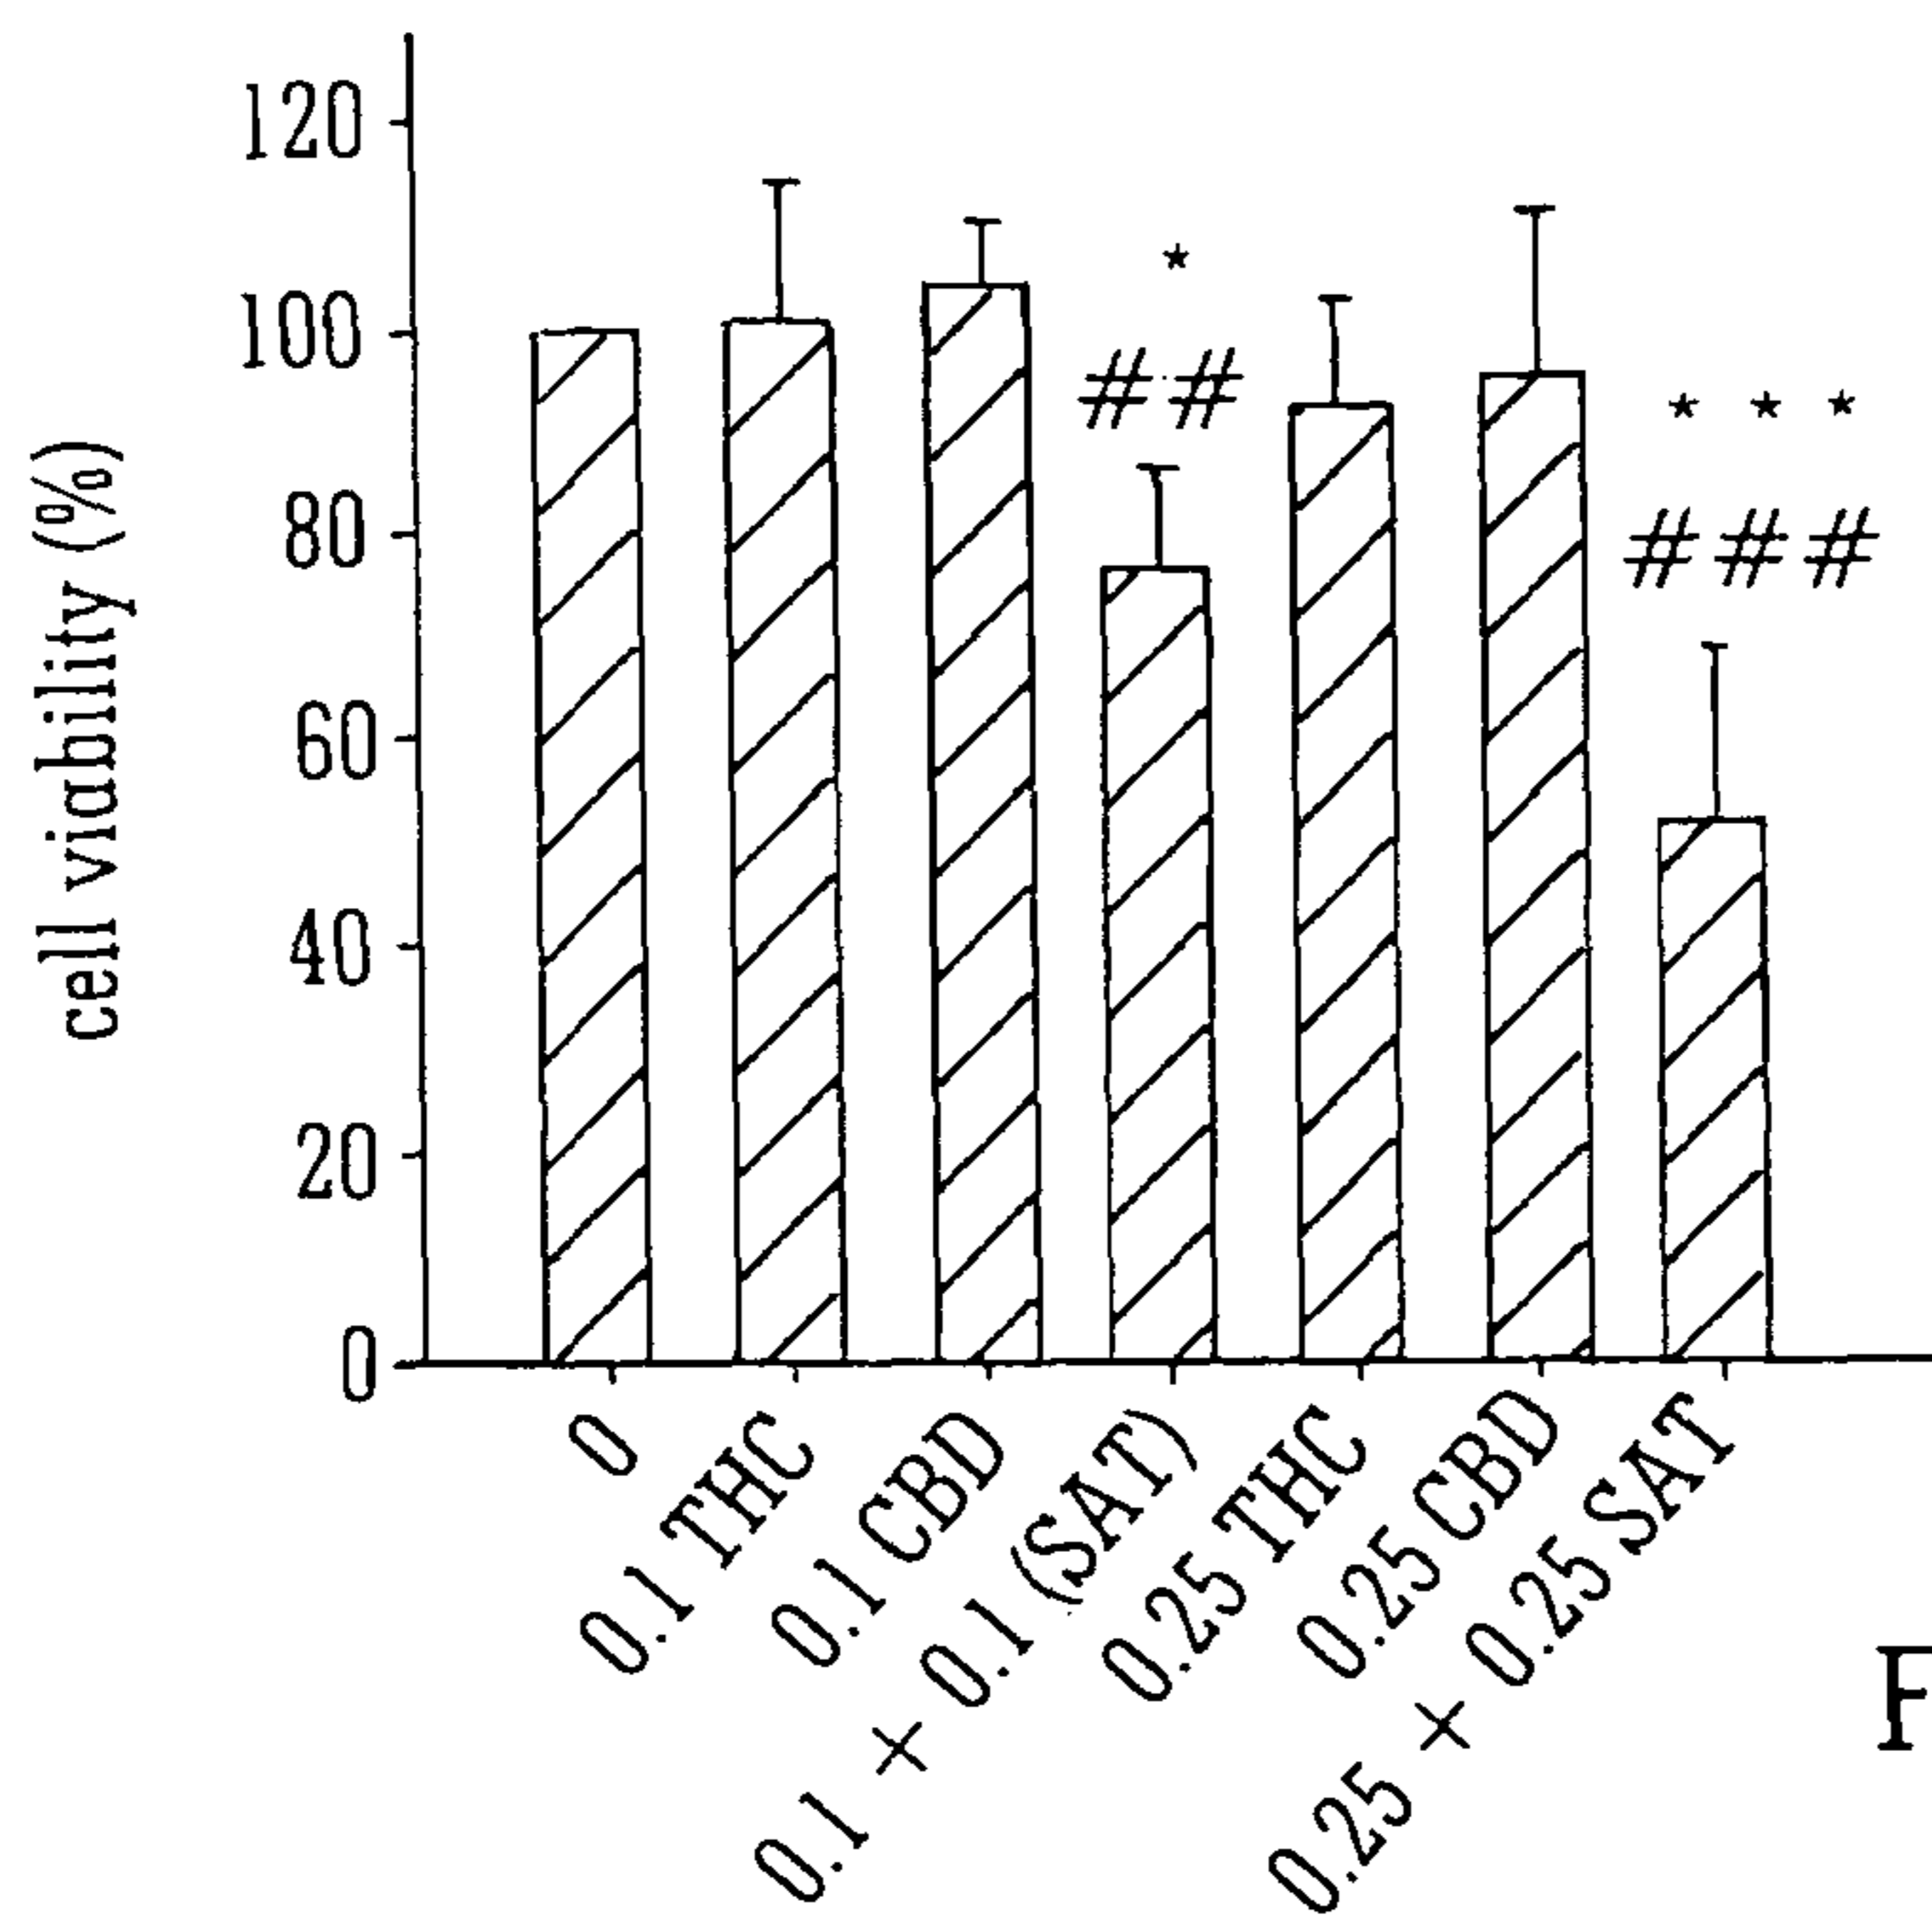 cell viability (%)
120
100
80
60
40
20
0
*
##
* * *
###
0
0.1 THC
0.1 CBD
0.1 + 0.1 (SAT)
0.25 THC
0.25 CBD
0.25 + 0.25 SAT
F